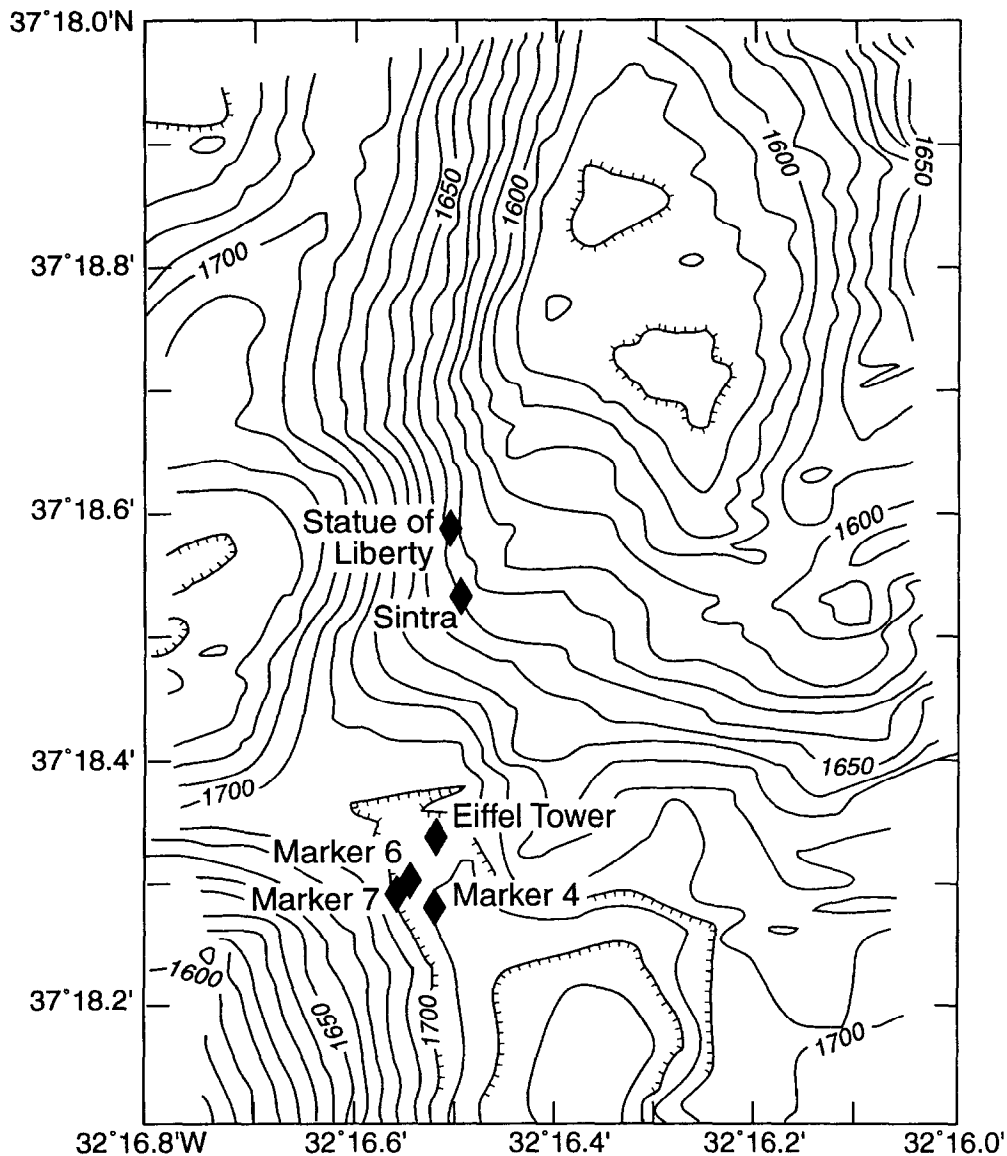 37°18.0'N
1650
1600
1600
1650
37°18.8'
1700
37°18.6'
Statue of
Liberty
1600
Sintra
37°18.4'
1650
1700
Eiffel Tower
Marker 6
Marker 7
Marker 4
1600
37°18.2'
1650
1700
1700
32°16.8'W
32°16.6'
32°16.4'
32°16.2'
32°16.0'